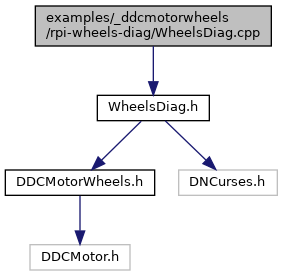 examples/_ddcmotorwheels
/rpi-wheels-diag/WheelsDiag.cpp
WheelsDiag.h
DDCMotorWheels.h
DNCurses.h
DDCMotor.h